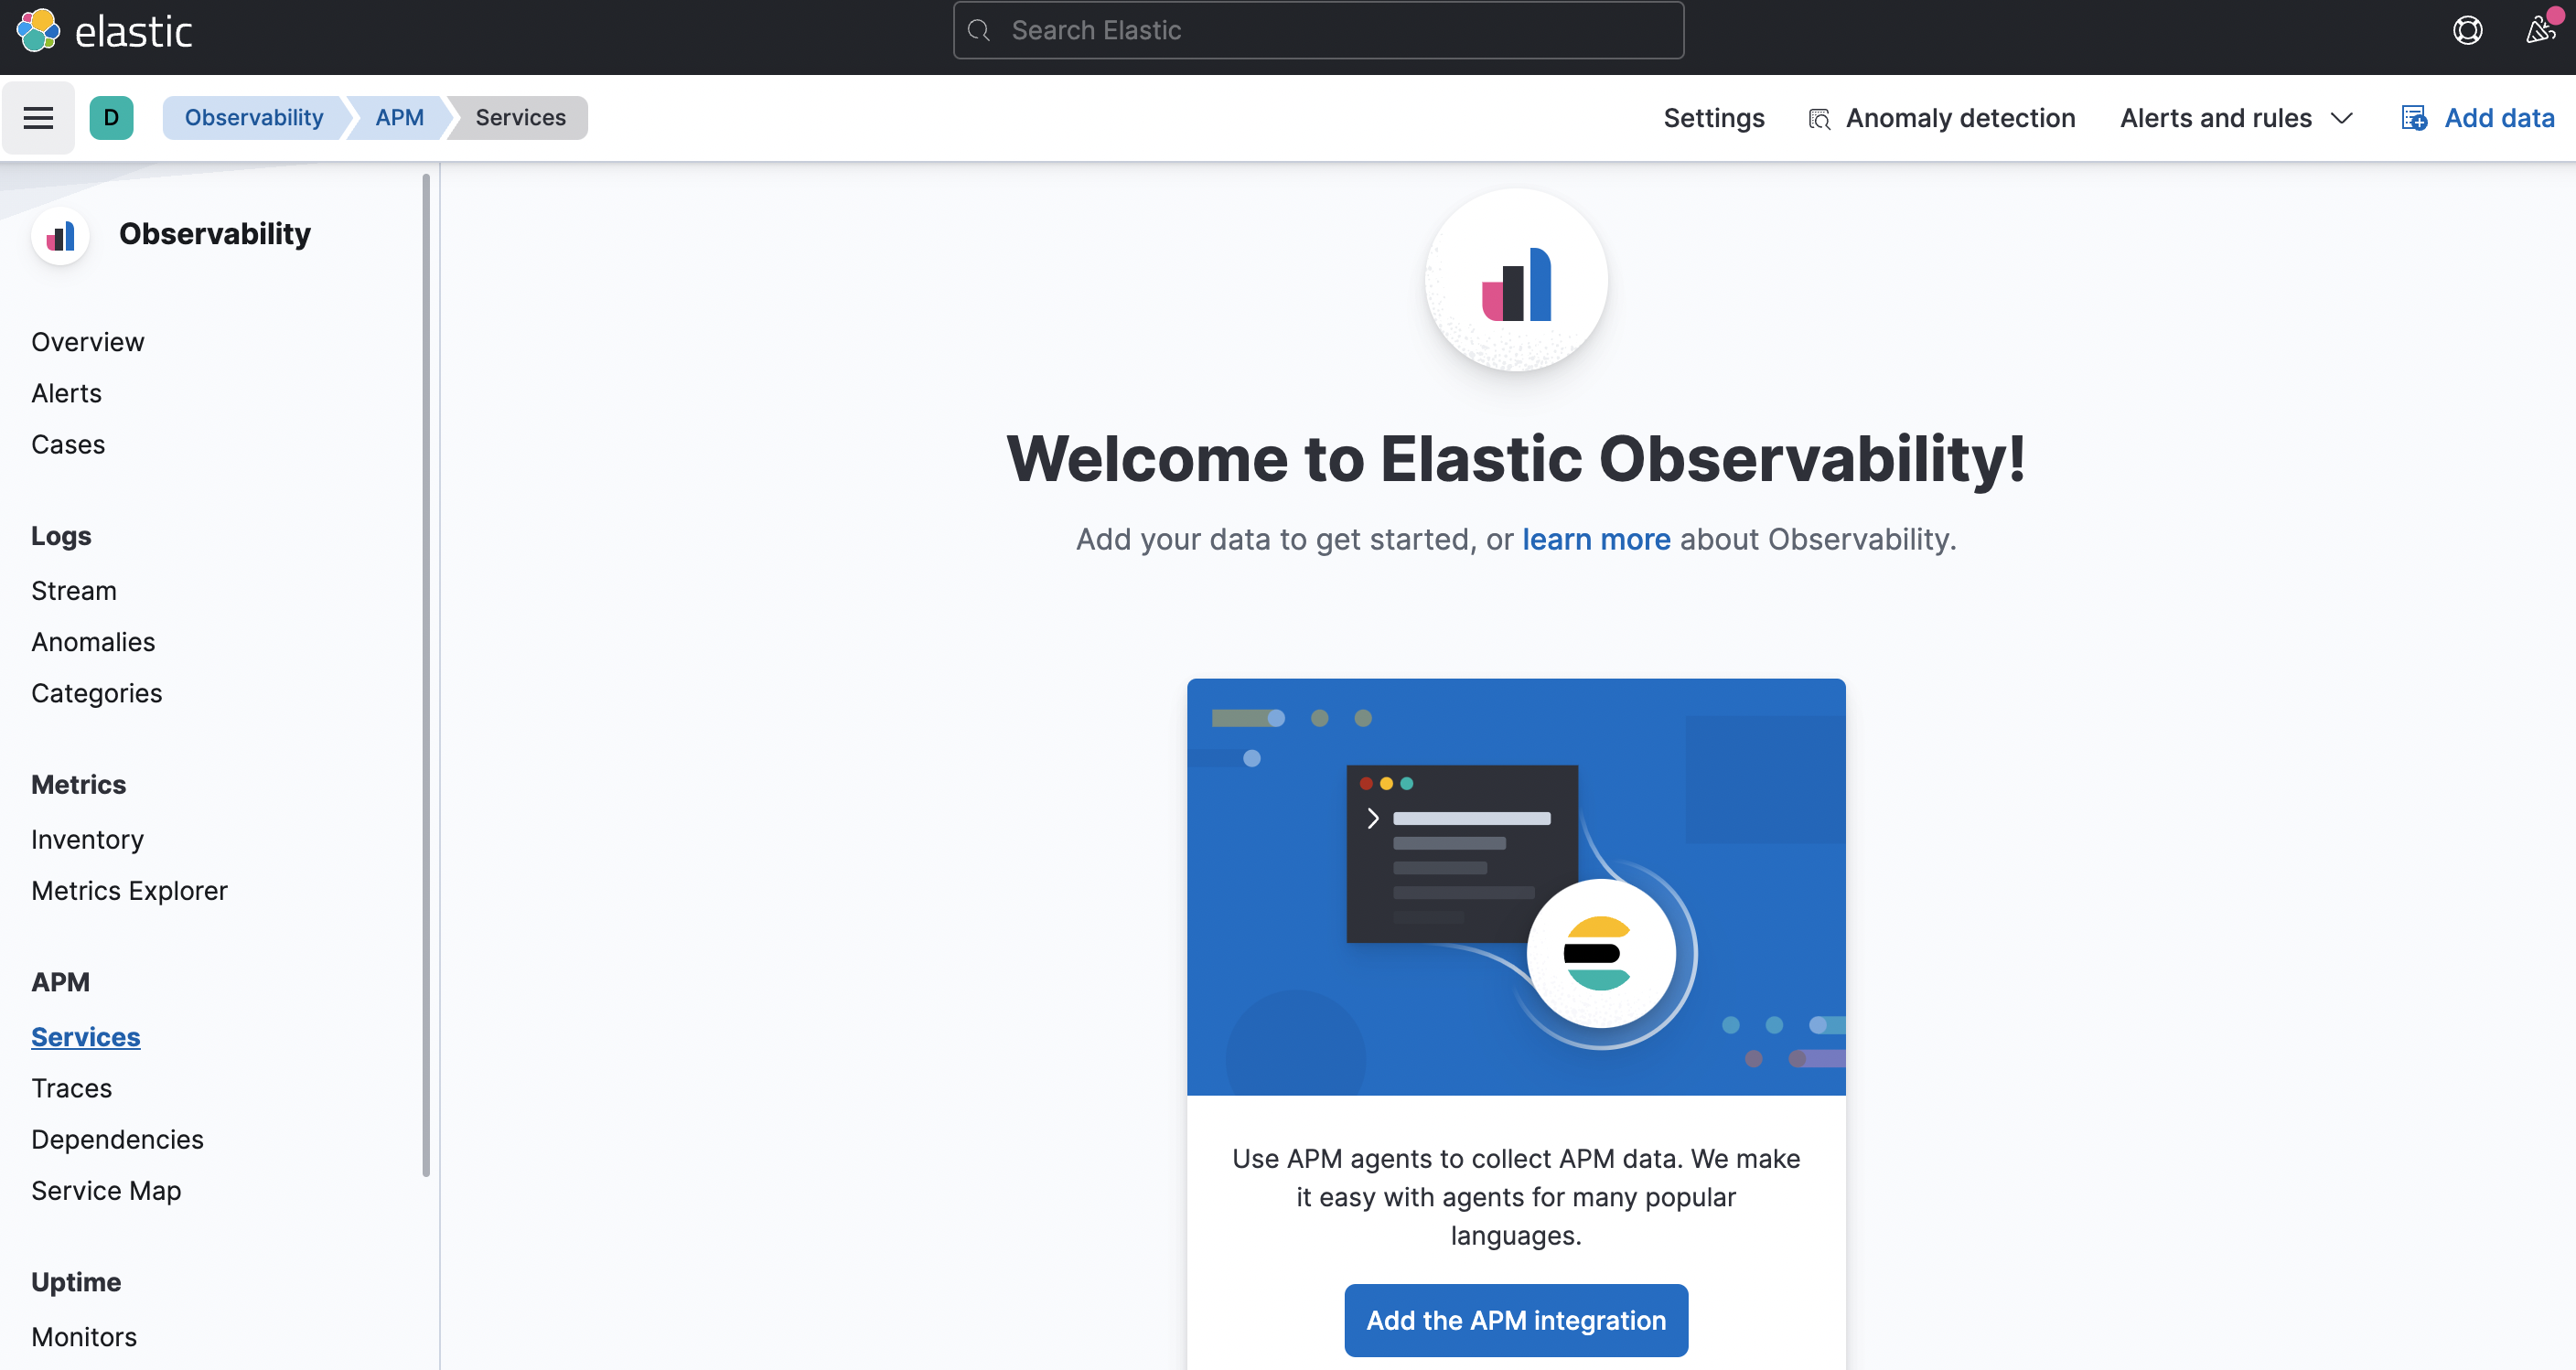 elastic
Search Elastic
D
Observability
APM
Services
Settings
Anomaly detection
Alerts and rules
Add data
Observability
Overview
Alerts
Cases
Logs
Stream
Anomalies
Categories
Metrics
Inventory
Metrics Explorer
APM
Services
Traces
Dependencies
Service Map
Uptime
Monitors
Welcome to Elastic Observability!
Add your data to get started, or learn more about Observability.
Use APM agents to collect APM data. We make
it easy with agents for many popular
languages.
Add the APM integration